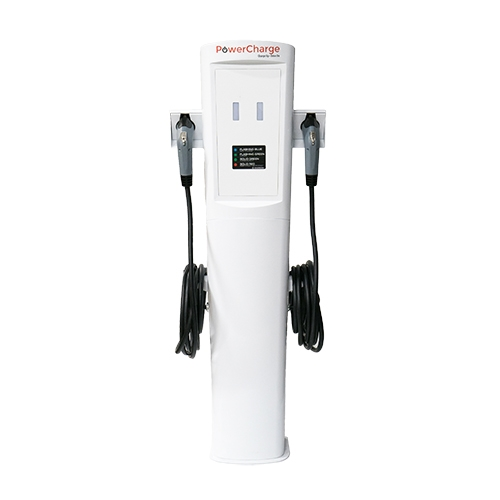 PowerCharge
FLASHING BLUE
FLASHING GREEN
SOLID GREEN
SOLID RED